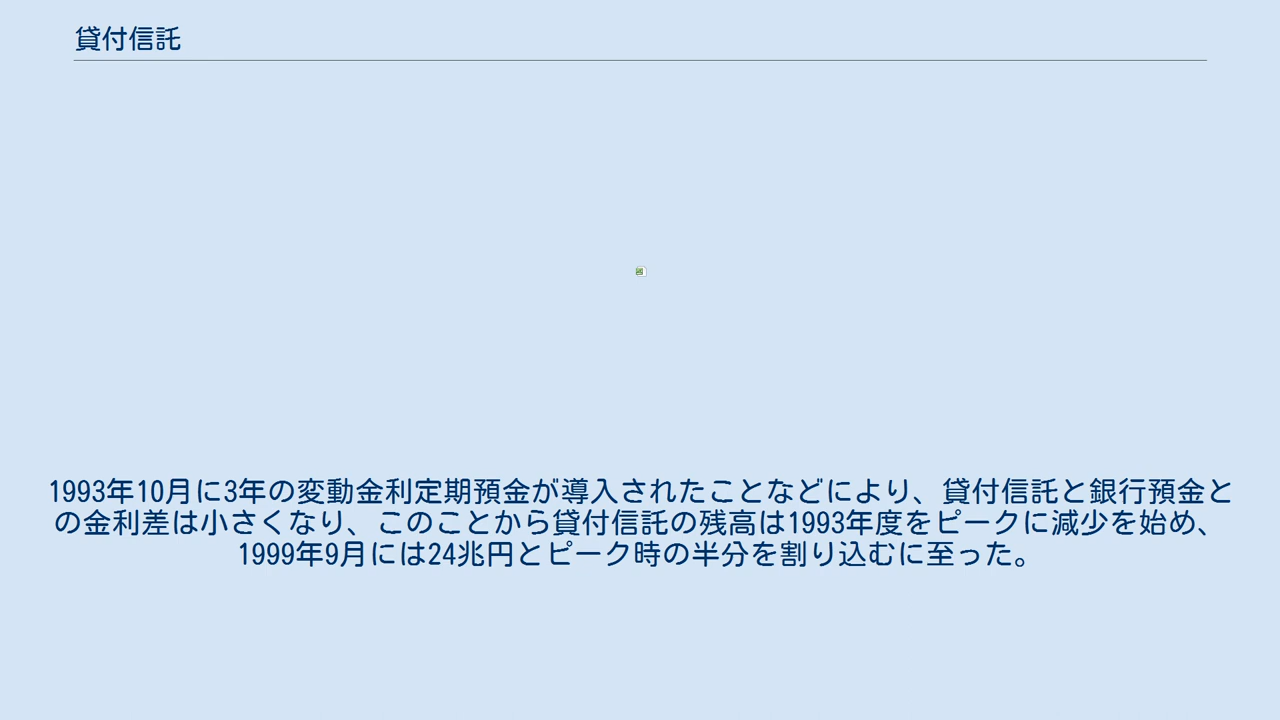 貸付信託
1993年10月に3年の変動金利定期預金が導入されたことなどにより、貸付信託と銀行預金と
の金利差は小さくなり、このことから貸付信託の残高は1993年度をピークに減少を始め、
1999年9月には24兆円とピーク時の半分を割り込むに至った。